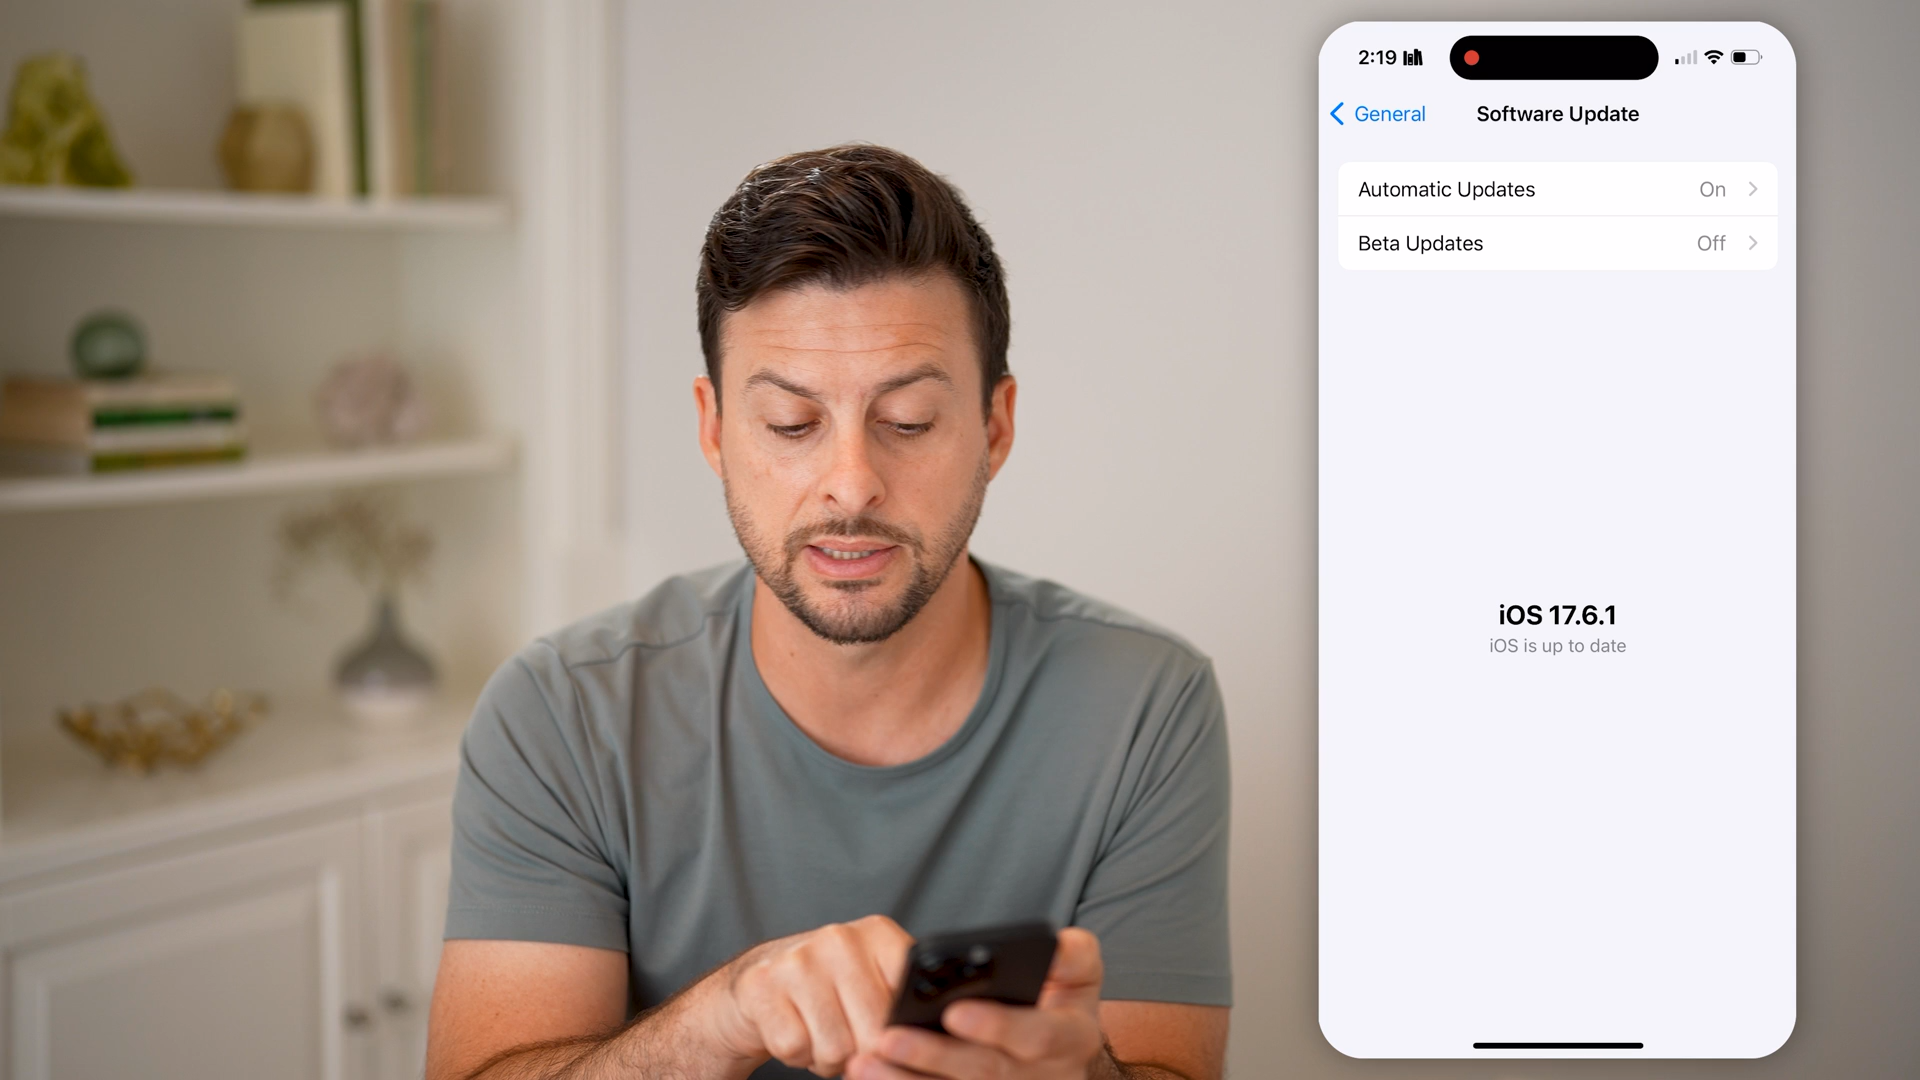 2:19
General
Software Update
Automatic Updates On
Beta Updates Off
iOS 17.6.1
iOS is up to date